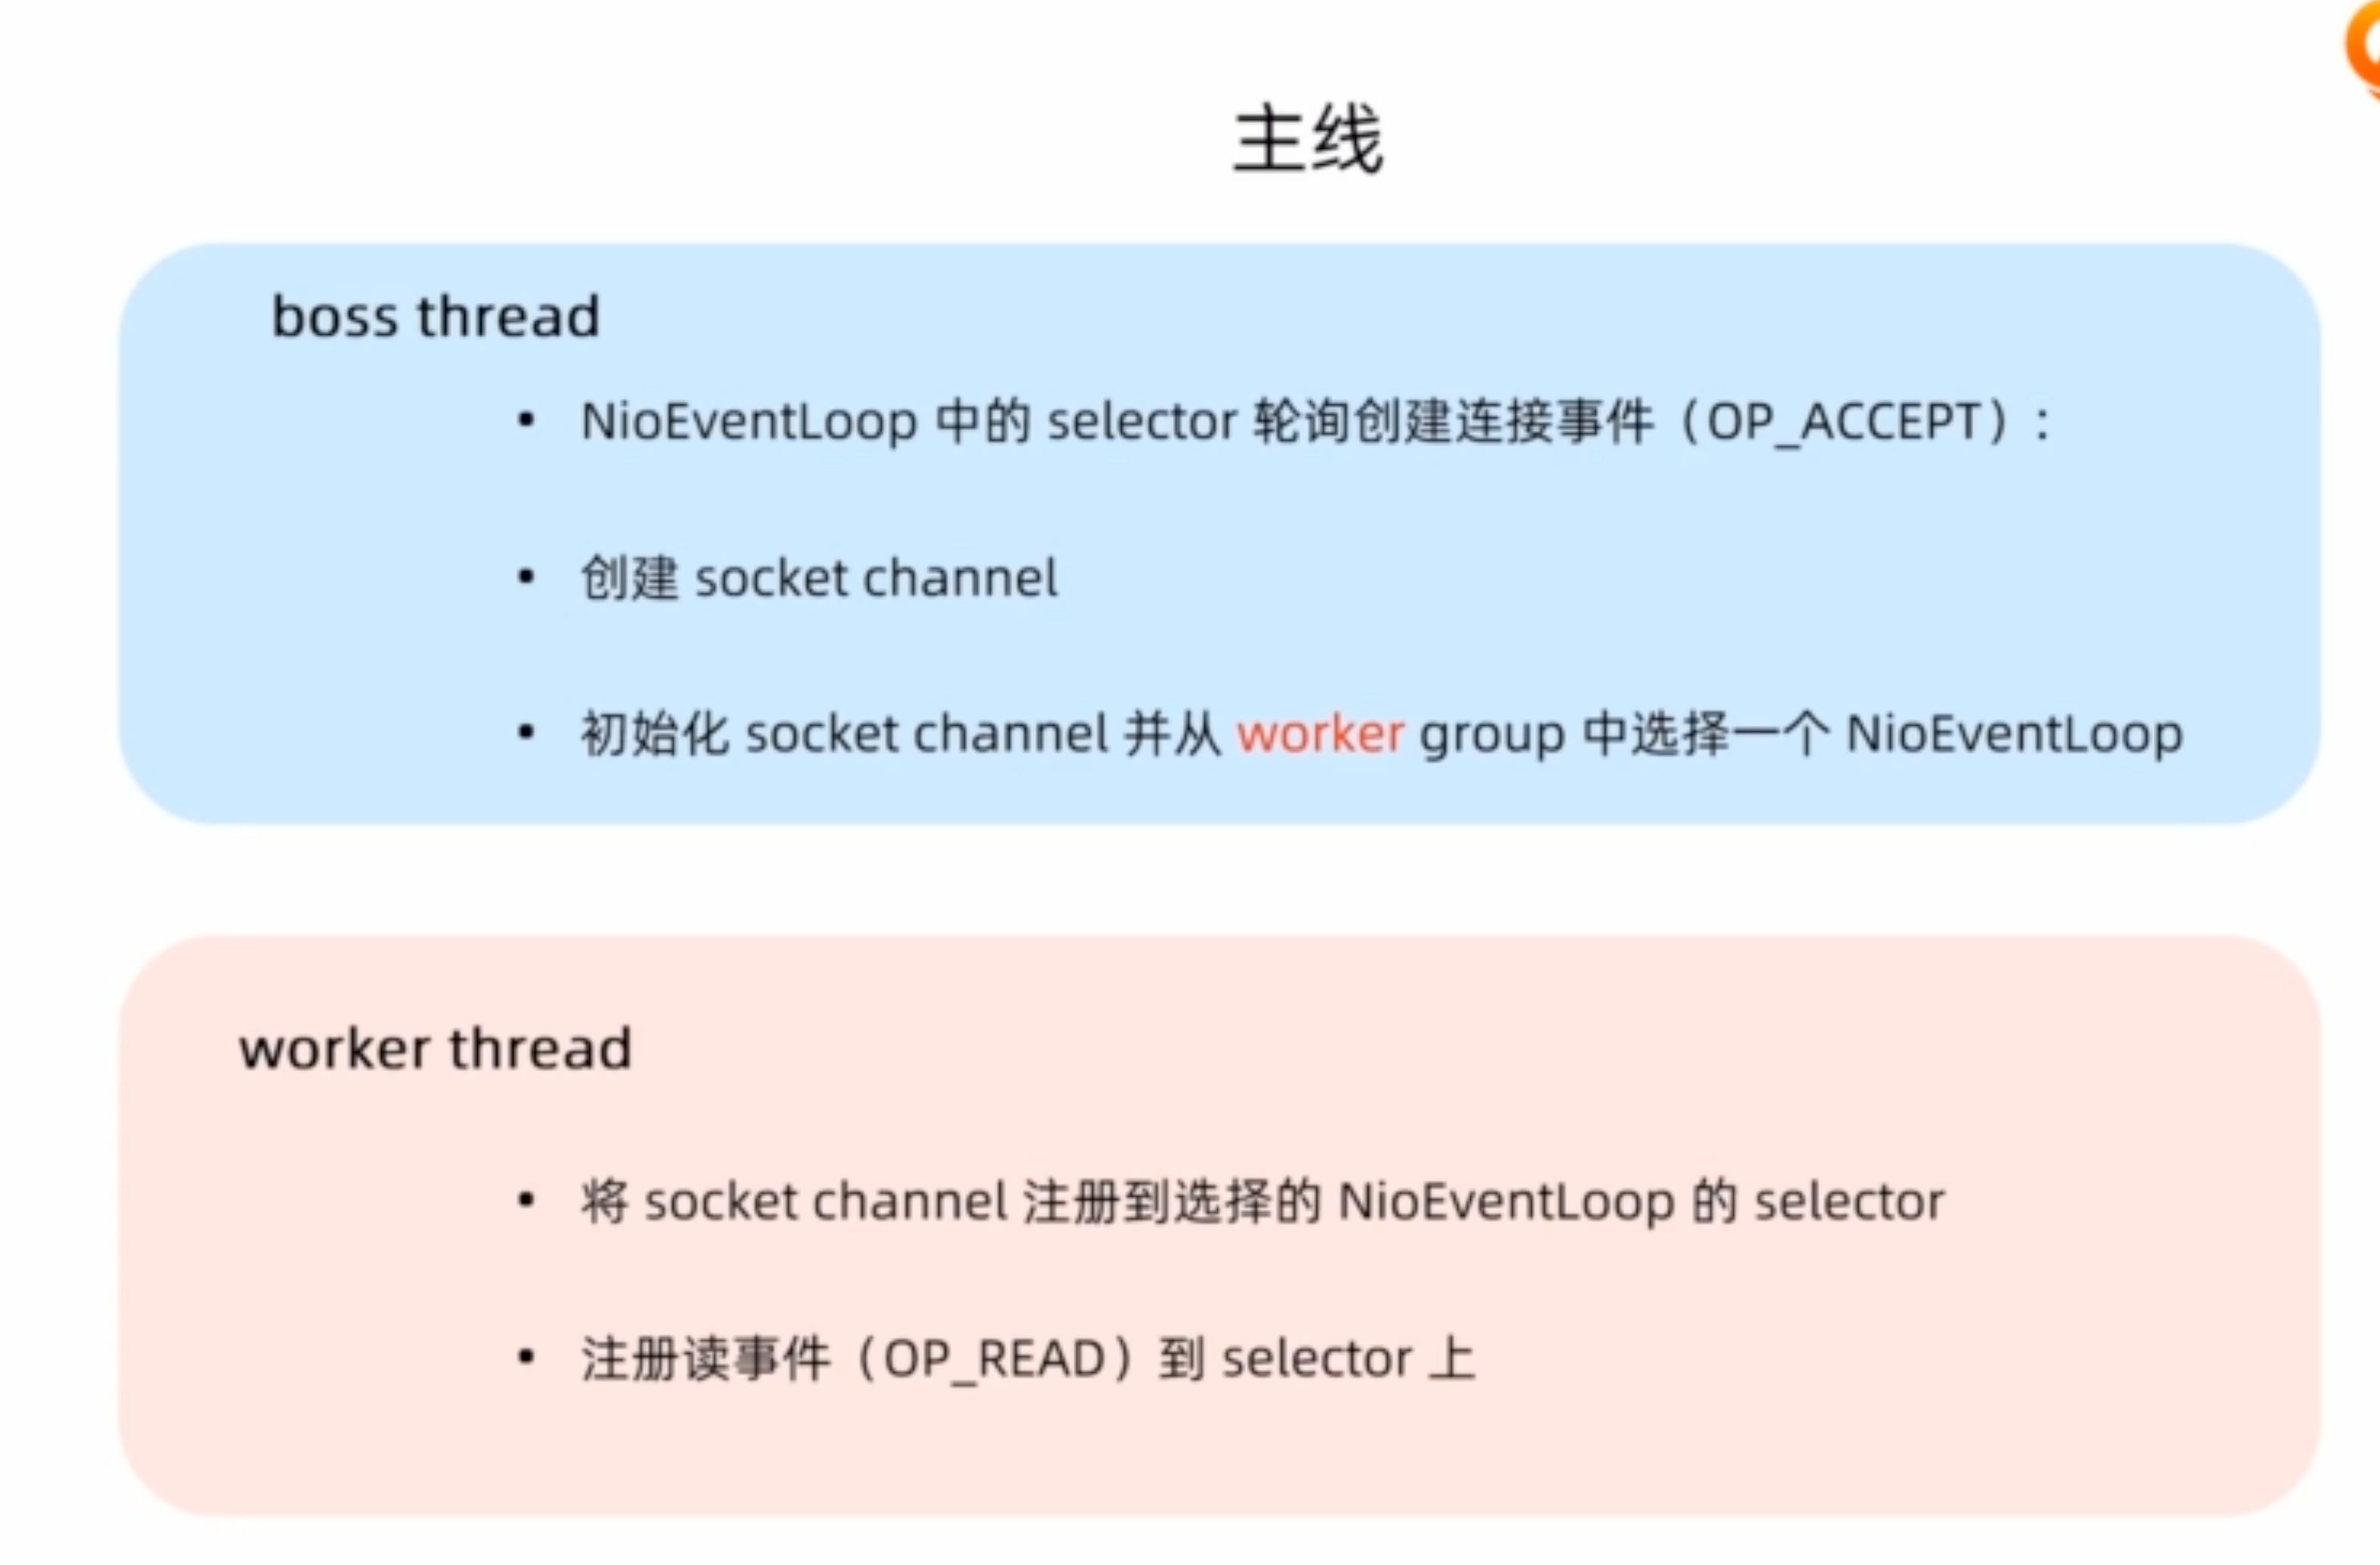 主线
boss thread
• NioEventLoop 中的 selector 轮询创建连接事件（OP_ACCEPT）:
• 创建 socket channel
• 初始化 socket channel 并从 worker group 中选择一个 NioEventLoop
worker thread
• 将 socket channel 注册到选择的 NioEventLoop 的 selector
• 注册读事件（OP_READ）到 selector 上